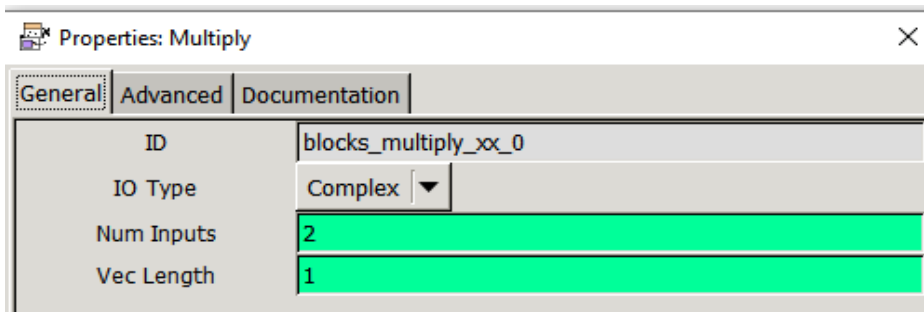 Properties: Multiply
General Advanced Documentation
ID blocks_multiply_xx_0
IO Type Complex
Num Inputs 2
Vec Length 1